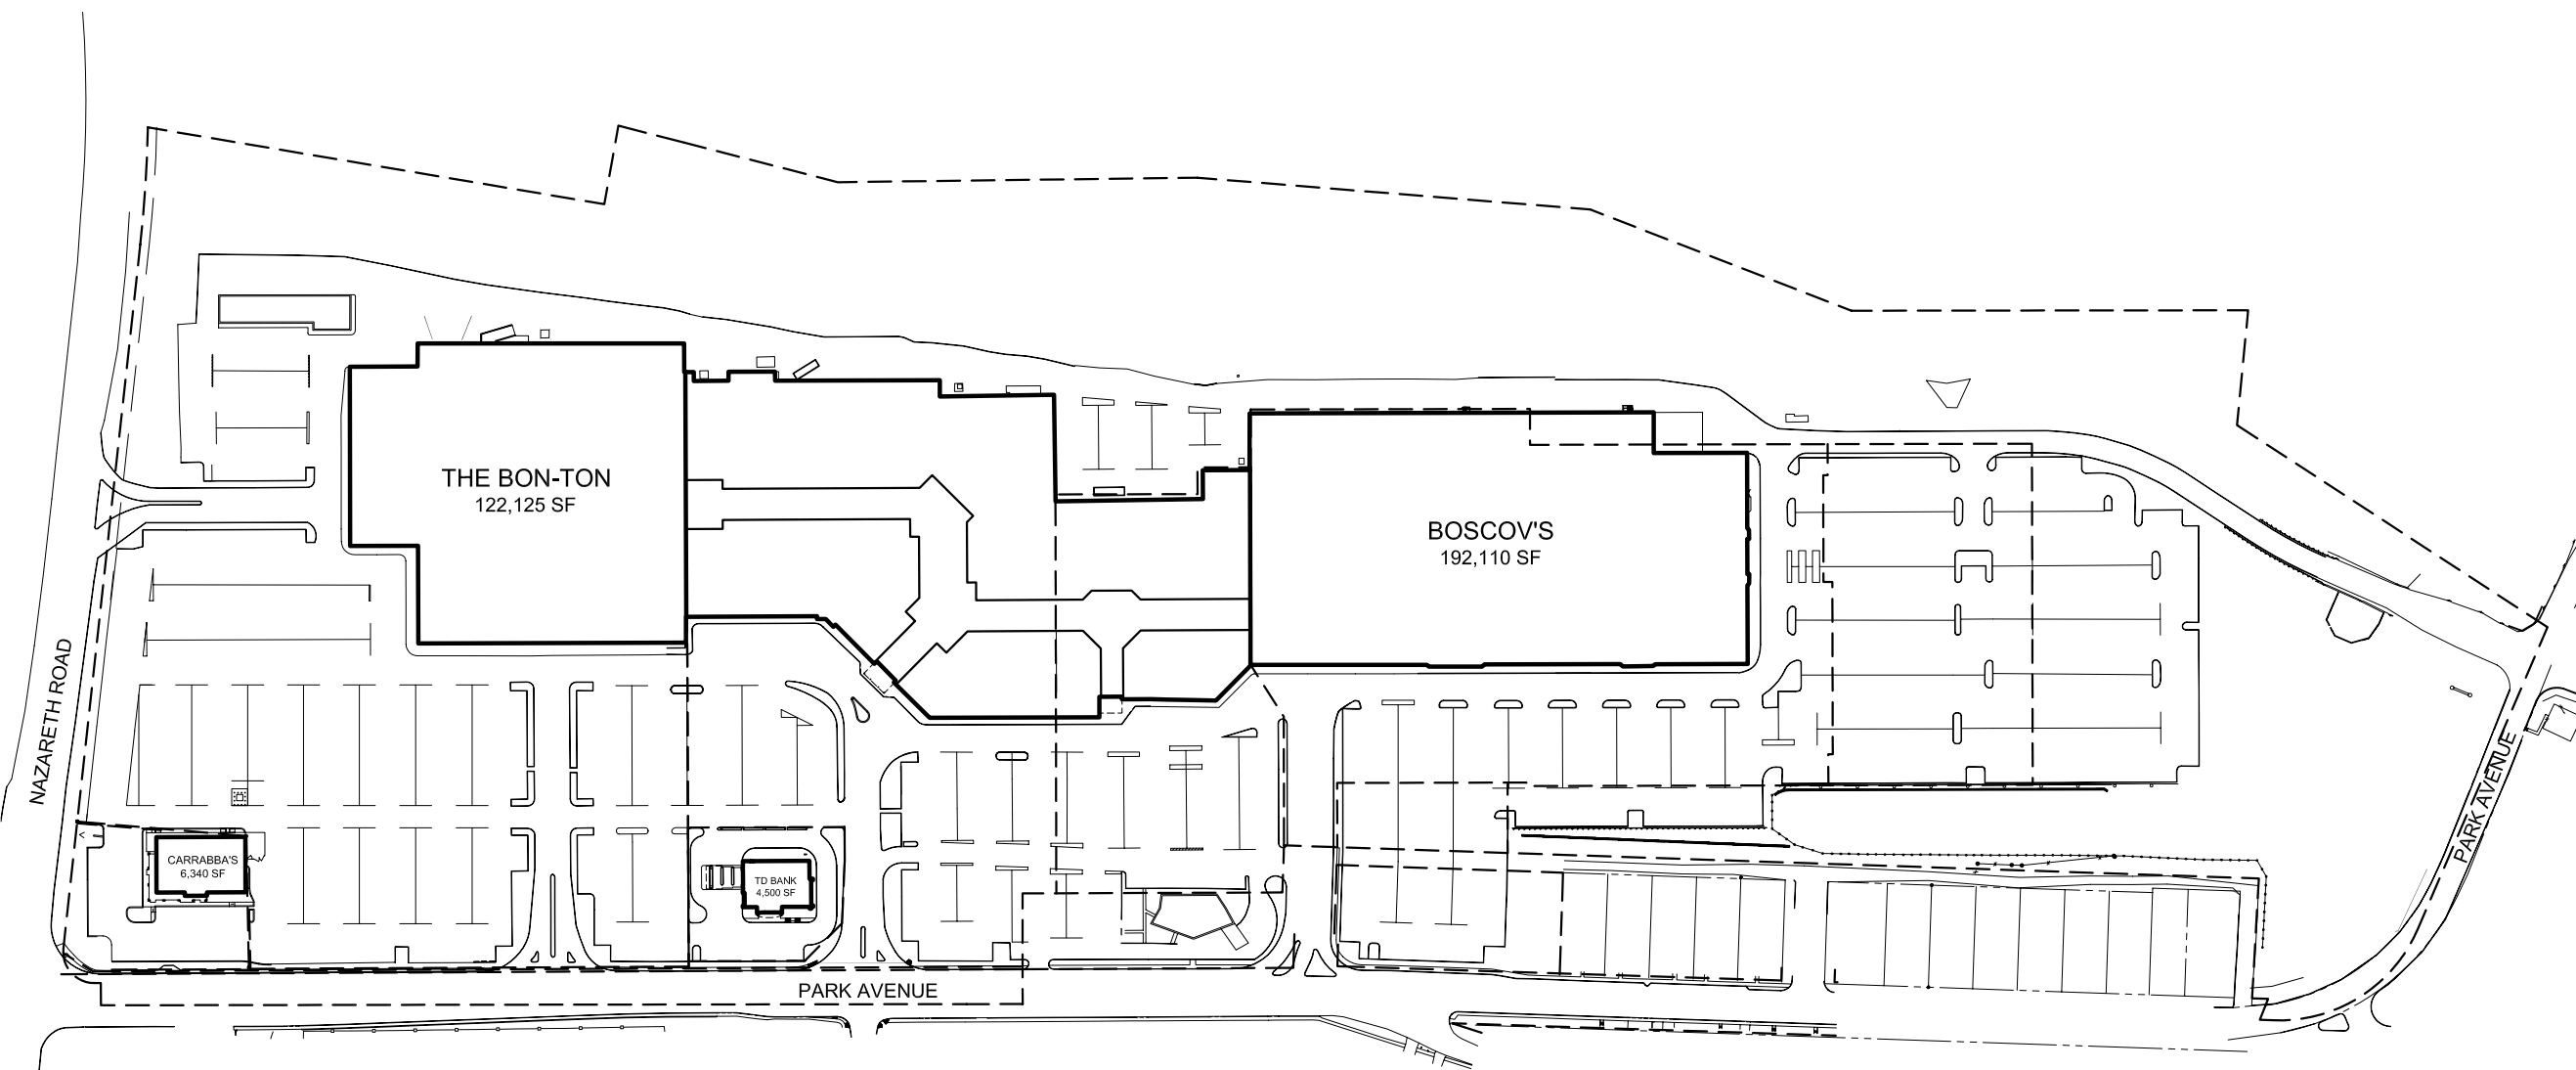 THE BON-TON
122,125 SF
BOSCOV'S
192,110 SF
NAZARETH ROAD
CARRABBA'S
6,340 SF
TD BANK
4,500 SF
PARK AVENUE
PARK AVENUE